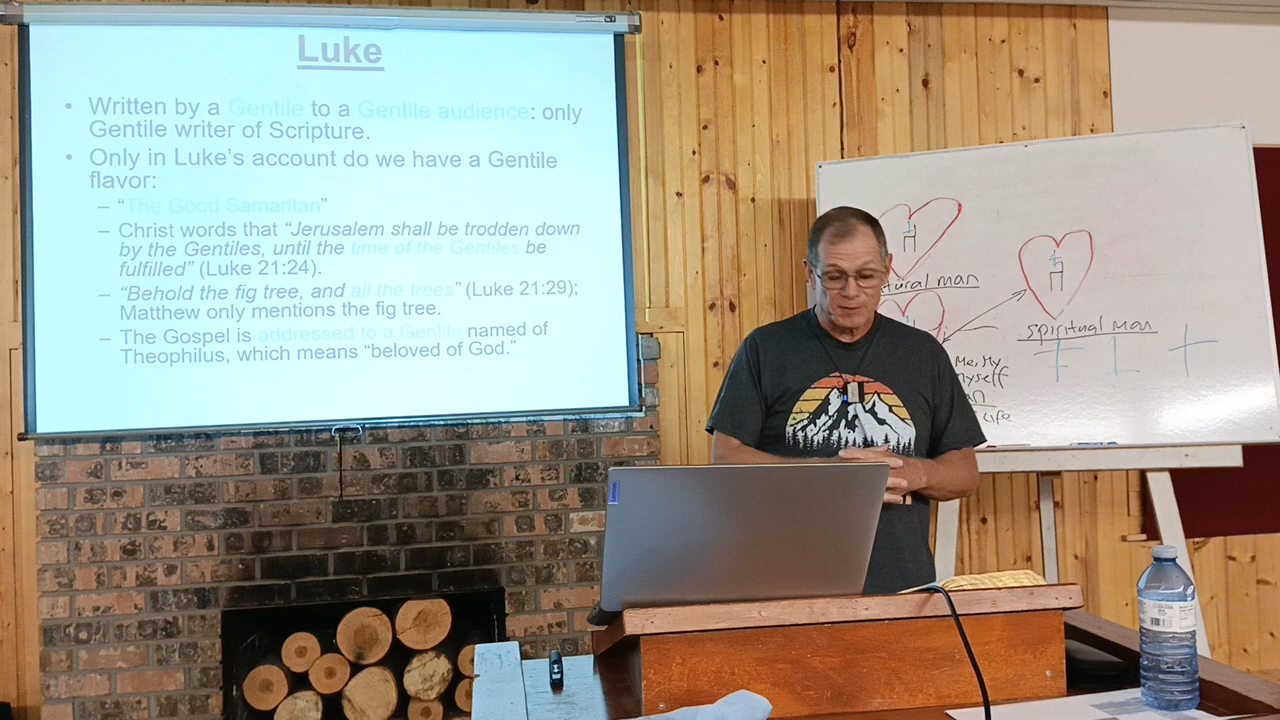 Luke
• Written by a Gentile to a Gentile audience: only
Gentile writer of Scripture.
• Only in Luke's account do we have a Gentile
flavor:
– "The Good Samaritan"
– Christ words that "Jerusalem shall be trodden down
by the Gentiles, until the time of the Gentiles be
fulfilled" (Luke 21:24).
– "Behold the fig tree, and all the trees" (Luke 21:29);
Matthew only mentions the fig tree.
– The Gospel is addressed to a Gentile named of
Theophilus, which means "beloved of God."
man
spiritual man
Me, My
Myself
Life
Lenovo